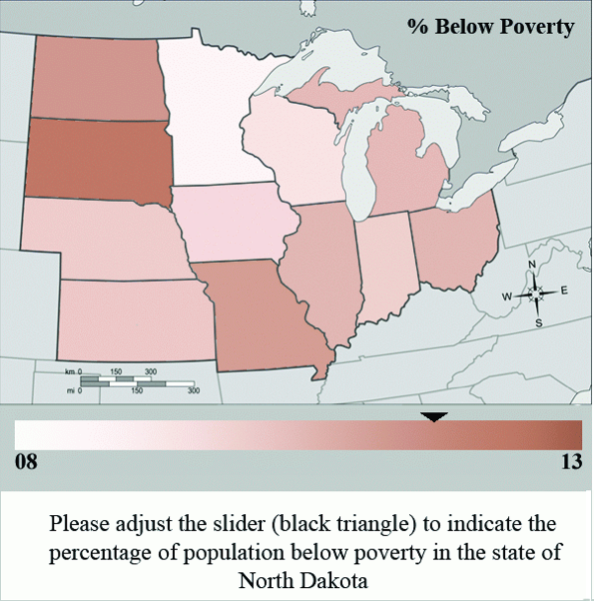 % Below Poverty
N
W E
S
km 0 150 300
mi 0 150 300
08 13
Please adjust the slider (black triangle) to indicate the
percentage of population below poverty in the state of
North Dakota